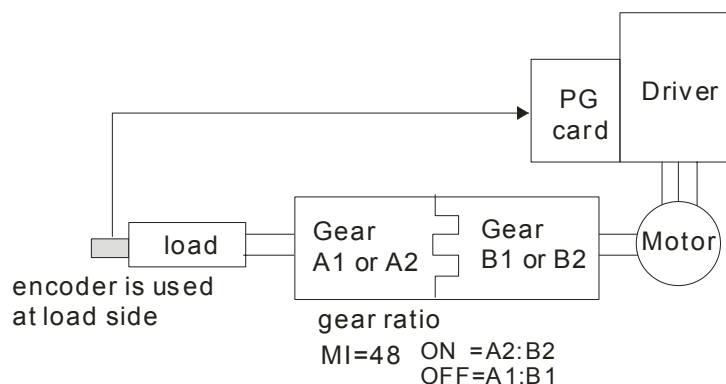 Driver
PG
card
load
Gear
A1 or A2
Gear
B1 or B2
Motor
encoder is used
at load side
gear ratio
MI=48 ON =A2:B2
OFF=A1:B1